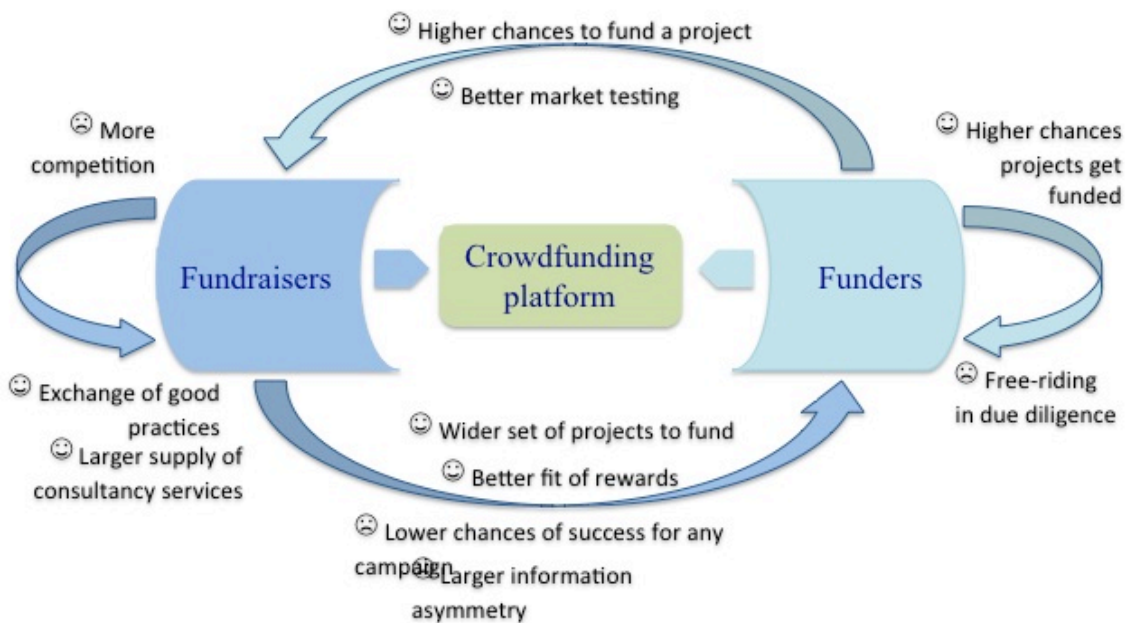 Higher chances to fund a project
Better market testing
More
competition
Higher chances
projects get
funded
Fundraisers
Crowdfunding
platform
Funders
Exchange of good
practices
Larger supply of
consultancy services
Free-riding
in due diligence
Wider set of projects to fund
Better fit of rewards
Lower chances of success for any
campaign
Larger information
asymmetry